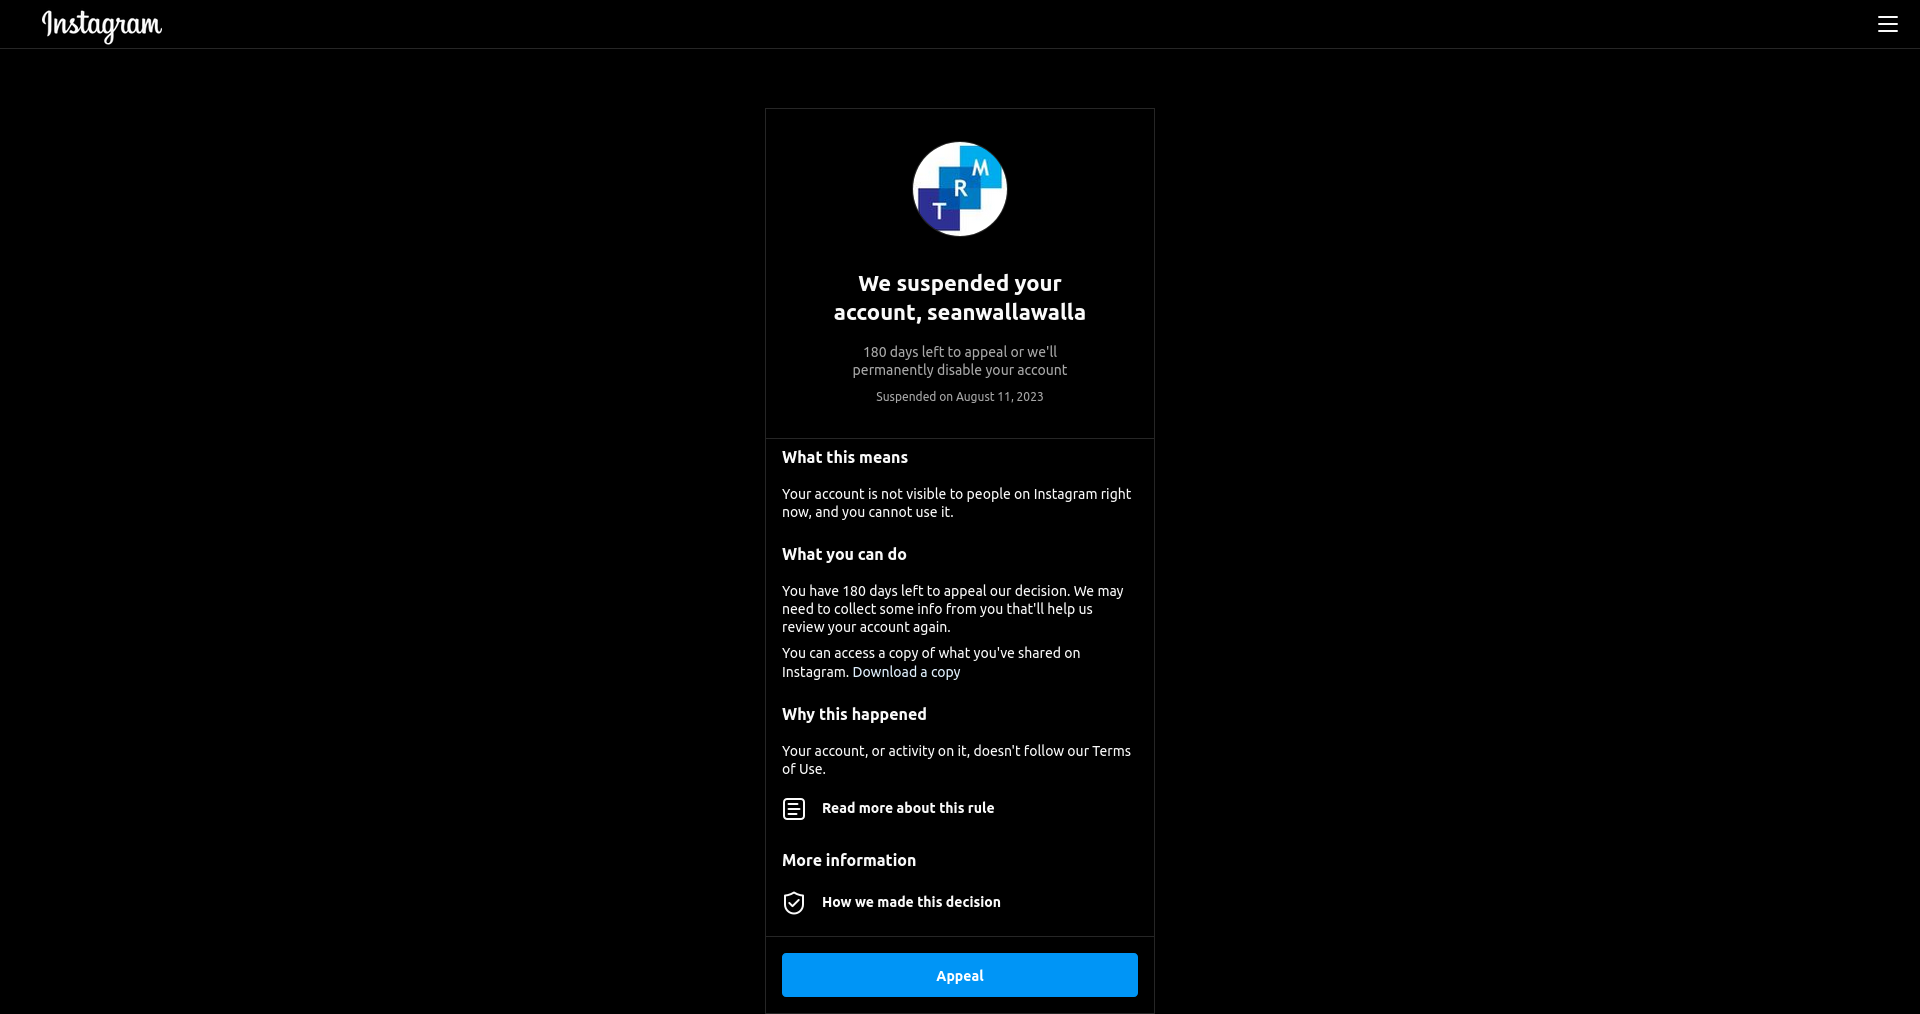 Instagram
M
R
T
We suspended your
account, seanwallawalla
180 days left to appeal or we'll
permanently disable your account
Suspended on August 11, 2023
What this means
Your account is not visible to people on Instagram right
now, and you cannot use it.
What you can do
You have 180 days left to appeal our decision. We may
need to collect some info from you that'll help us
review your account again.
You can access a copy of what you've shared on
Instagram. Download a copy
Why this happened
Your account, or activity on it, doesn't follow our Terms
of Use.
Read more about this rule
More information
How we made this decision
Appeal